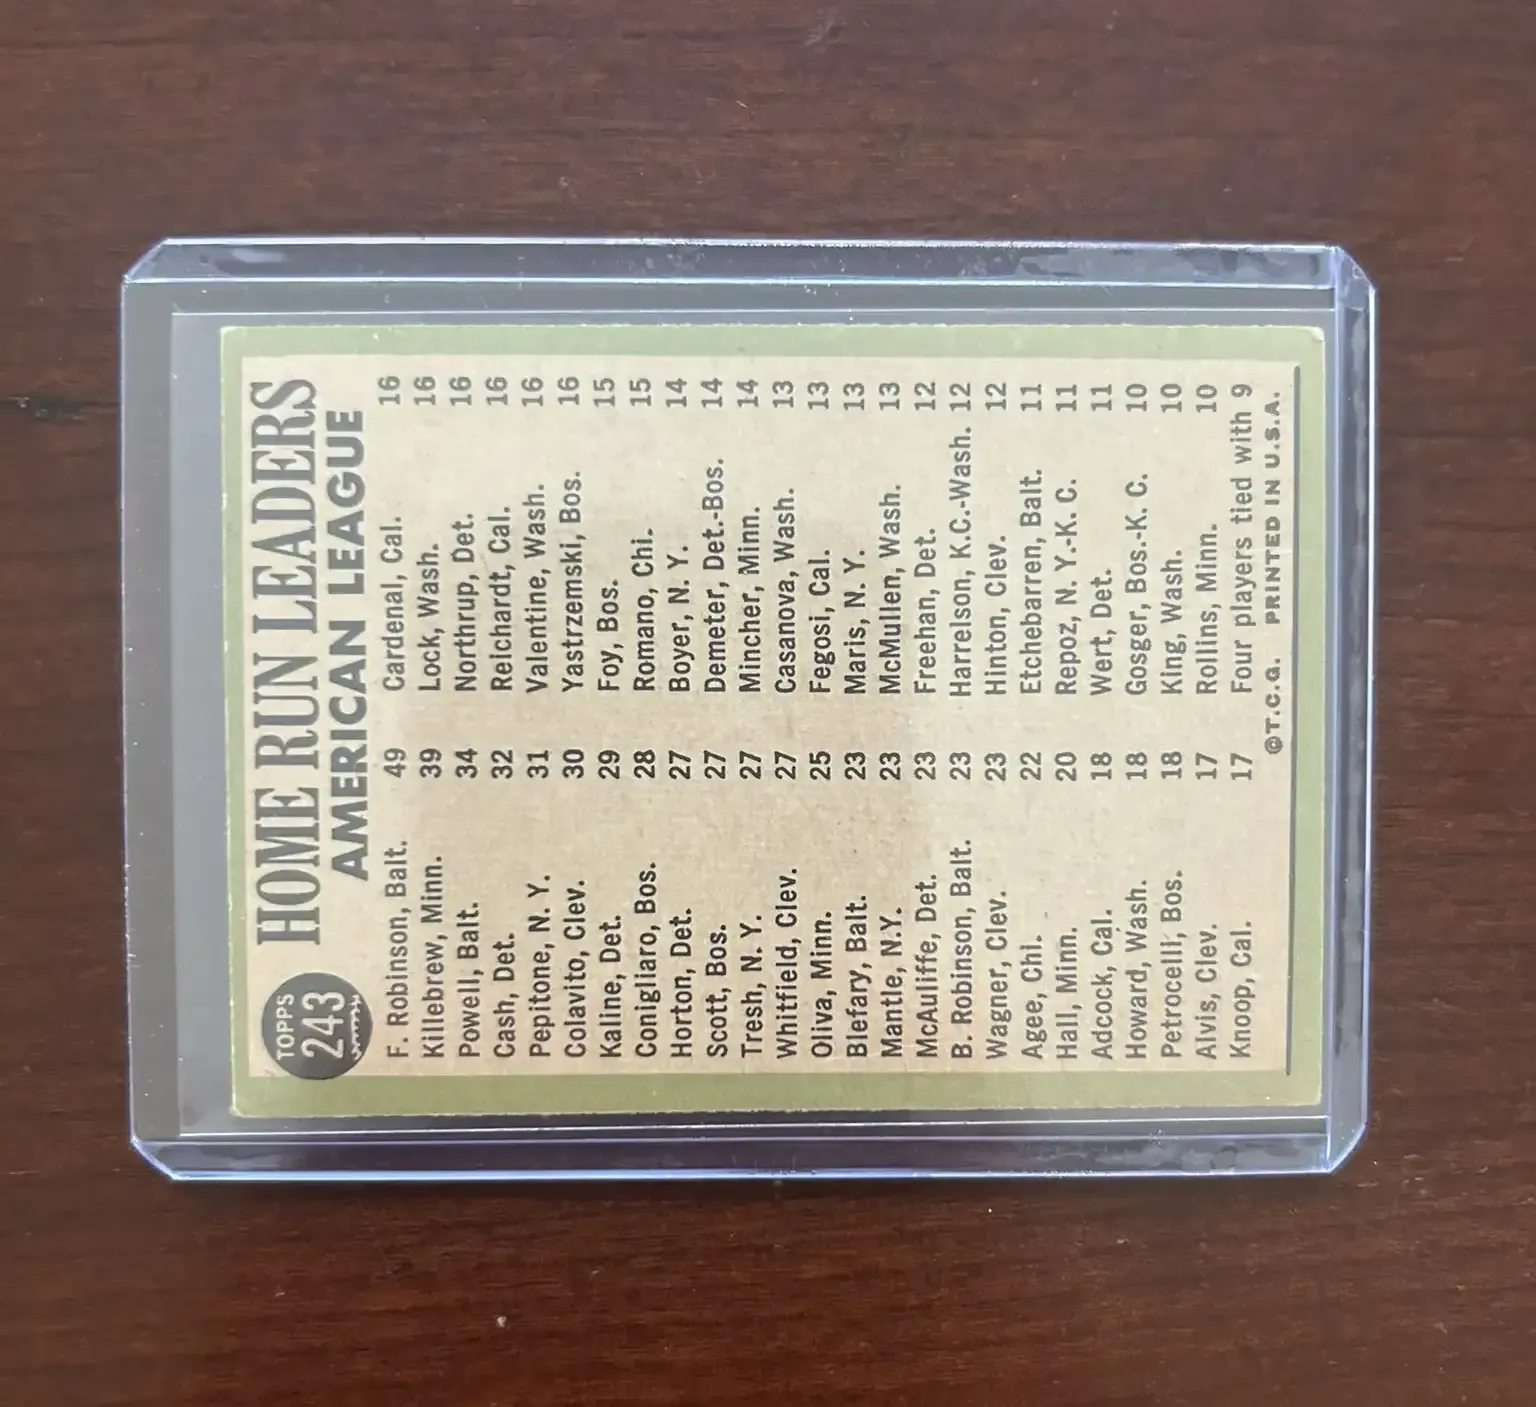 TOPPS
243
HOME RUN LEADERS
AMERICAN LEAGUE
F. Robinson, Balt. 49
Killebrew, Minn. 39
Powell, Balt. 34
Cash, Det. 32
Pepitone, N. Y. 31
Colavito, Clev. 30
Kaline, Det. 29
Conigliaro, Bos. 28
Horton, Det. 27
Scott, Bos. 27
Tresh, N. Y. 27
Whitfield, Clev. 27
Oliva, Minn. 25
Blefary, Balt. 23
Mantle, N.Y. 23
McAuliffe, Det. 23
B. Robinson, Balt. 23
Wagner, Clev. 23
Agee, Chi. 22
Hall, Minn. 20
Adcock, Cal. 18
Howard, Wash. 18
Petrocelli, Bos. 18
Alvis, Clev. 17
Knoop, Cal. 17
Cardenal, Cal. 16
Lock, Wash. 16
Northrup, Det. 16
Reichardt, Cal. 16
Valentine, Wash. 16
Yastrzemski, Bos. 16
Foy, Bos. 15
Romano, Chi. 15
Boyer, N. Y. 14
Demeter, Det.-Bos. 14
Mincher, Minn. 14
Casanova, Wash. 13
Fegosi, Cal. 13
Maris, N. Y. 13
McMullen, Wash. 13
Freehan, Det. 12
Harrelson, K.C.-Wash. 12
Hinton, Clev. 12
Etchebarren, Balt. 11
Repoz, N. Y.-K. C. 11
Wert, Det. 11
Gosger, Bos.-K. C. 10
King, Wash. 10
Rollins, Minn. 10
Four players tied with 9
©T.C.G. PRINTED IN U.S.A.